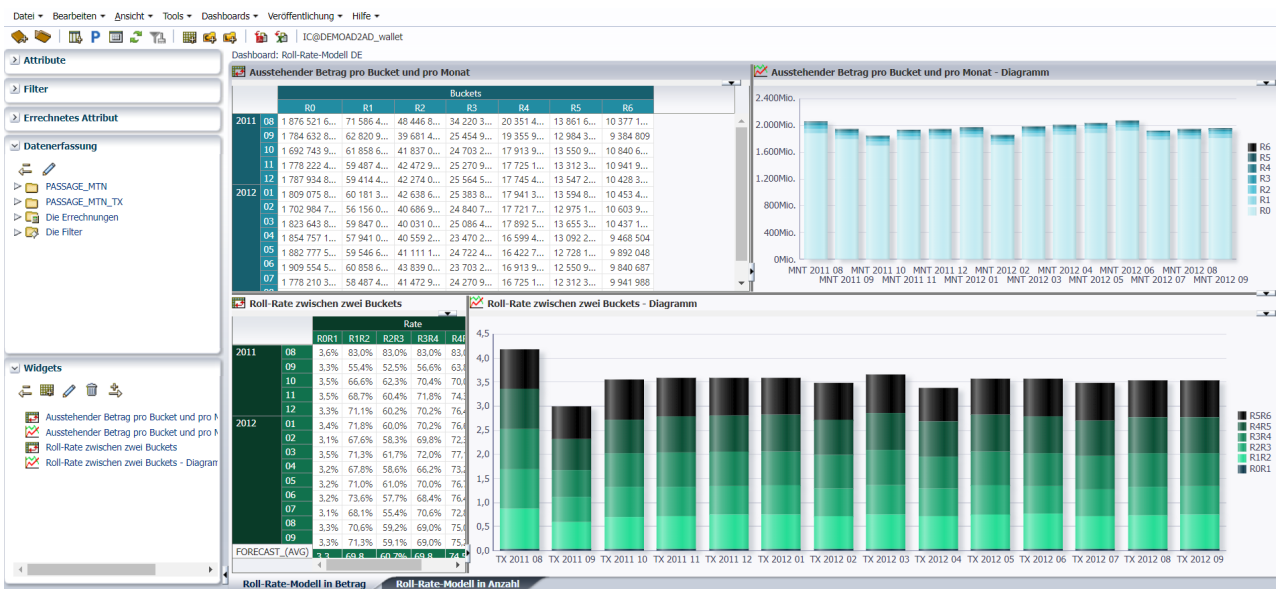 Datei Bearbeiten Ansicht Tools Dashboards Veröffentlichung Hilfe
P IC@DEMOAD2AD_wallet
Attribute
Filter
Errechnetes Attribut
Datenerfassung
PASSAGE_MTN
PASSAGE_MTN_TX
Die Errechnungen
Die Filter
Widgets
Ausstehender Betrag pro Bucket und pro
Ausstehender Betrag pro Bucket und pro
Roll-Rate zwischen zwei Buckets
Roll-Rate zwischen zwei Buckets - Diagram
Dashboard: Roll-Rate-Modell DE
Ausstehender Betrag pro Bucket und pro Monat
Buckets
R0 R1 R2 R3 R4 R5 R6
2011 08 1 876 521 6... 71 586 4... 48 446 8... 34 220 3... 20 351 4... 13 861 6... 10 377 1...
09 1 784 632 8... 62 820 9... 39 681 4... 25 454 9... 19 355 9... 12 984 3... 9 384 809
10 1 692 743 9... 61 858 6... 41 837 0... 24 703 2... 17 913 9... 13 550 9... 10 840 6...
11 1 778 222 4... 59 487 4... 42 472 9... 25 270 9... 17 725 1... 13 312 3... 10 941 9...
12 1 787 934 8... 59 414 4... 42 274 0... 25 564 5... 17 745 4... 13 547 2... 10 428 3...
2012 01 1 809 075 8... 60 181 3... 42 638 6... 25 383 8... 17 941 3... 13 594 8... 10 453 4...
02 1 702 984 7... 56 156 0... 40 686 9... 24 840 7... 17 721 7... 12 975 1... 10 603 9...
03 1 823 643 8... 59 847 0... 40 031 0... 25 086 4... 17 892 5... 13 655 3... 10 437 1...
04 1 854 757 1... 57 941 0... 40 559 2... 23 470 2... 16 599 4... 13 092 2... 9 468 504
05 1 882 777 5... 59 546 6... 41 111 1... 24 722 4... 16 422 7... 12 728 1... 9 892 048
06 1 909 554 5... 60 858 6... 43 839 0... 23 703 2... 16 913 9... 12 550 9... 9 840 687
07 1 778 210 3... 58 487 4... 41 472 9... 24 270 9... 16 725 1... 12 312 3... 9 941 988
Ausstehender Betrag pro Bucket und pro Monat - Diagramm
2.400Mio.
2.000Mio.
1.600Mio.
1.200Mio.
800Mio.
400Mio.
0Mio.
MNT 2011 08 MNT 2011 10 MNT 2011 12 MNT 2012 02 MNT 2012 04 MNT 2012 06 MNT 2012 08
MNT 2011 09 MNT 2011 11 MNT 2012 01 MNT 2012 03 MNT 2012 05 MNT 2012 07 MNT 2012 09
R6
R5
R4
R3
R2
R1
R0
Roll-Rate zwischen zwei Buckets
Rate
R0R1 R1R2 R2R3 R3R4
2011 08 3,6% 83.0% 83,0% 83,0%
09 3,3% 55.4% 52.5% 56.6%
10 3,5% 66.6% 62.3% 70.4%
11 3,5% 68.7% 60.4% 71.8%
12 3,3% 71.1% 60.2% 70.2%
2012 01 3,4% 71.8% 60.0% 70.2%
02 3,1% 67.6% 58.3% 69.8%
03 3,5% 71.3% 61.7% 72.0%
04 3,2% 67.8% 58.6% 66.2%
05 3,2% 71.0% 61.0% 70.0%
06 3,2% 73.6% 57.7% 68.4%
07 3,1% 68.1% 55.4% 70.6%
08 3,3% 70.6% 59.2% 69.0%
09 3,3% 71.3% 59.1% 69.0%
FORECAST_(AVG) 3,3 69,8 60,7% 69,8
Roll-Rate zwischen zwei Buckets - Diagramm
4,5
4,0
3,5
3,0
2,5
2,0
1,5
1,0
0,5
0,0
TX 2011 08 TX 2011 09 TX 2011 10 TX 2011 11 TX 2011 12 TX 2012 01 TX 2012 02 TX 2012 03 TX 2012 04 TX 2012 05 TX 2012 06 TX 2012 07 TX 2012 08 TX 2012 09
R5R6
R4R5
R3R4
R2R3
R1R2
R0R1
Roll-Rate-Modell in Betrag Roll-Rate-Modell in Anzahl